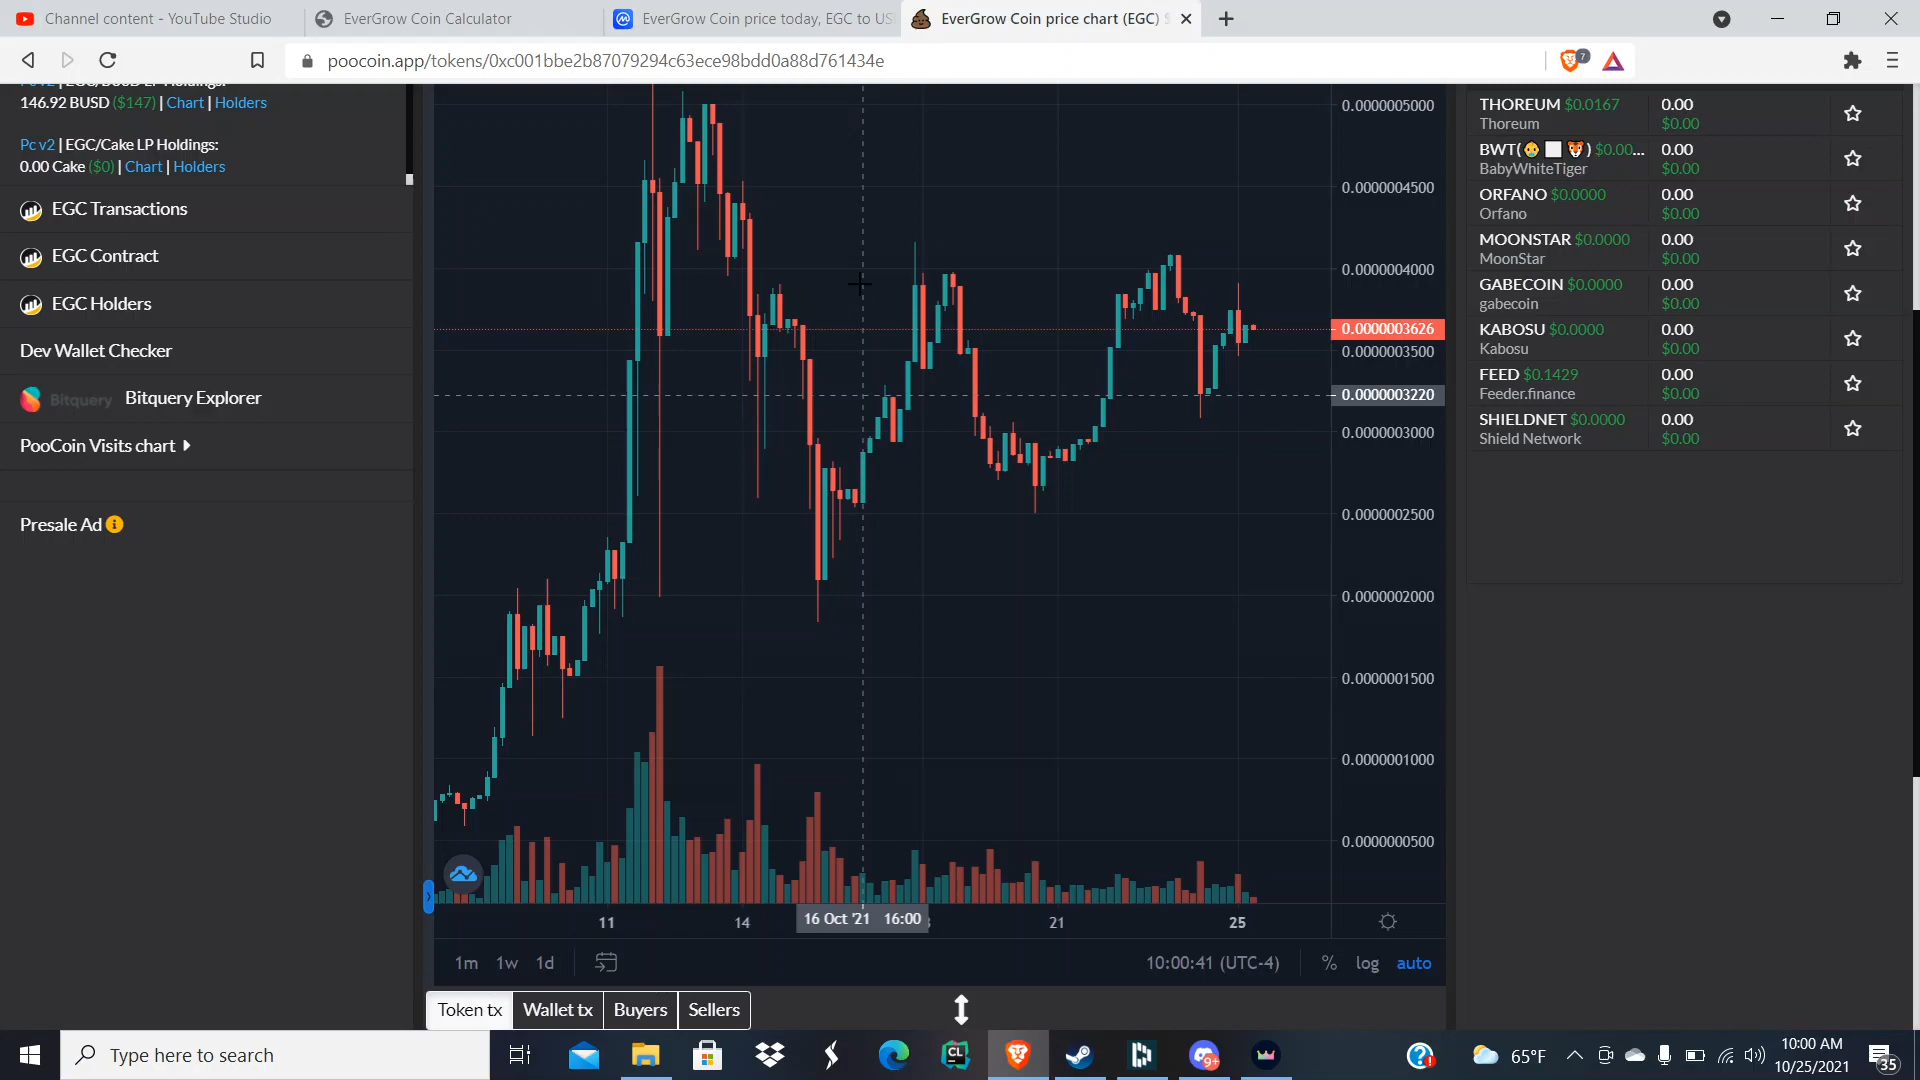 Channel content - YouTube Studio
EverGrow Coin Calculator
EverGrow Coin price today, EGC to US
EverGrow Coin price chart (EGC)
poocoin.app/tokens/0xc001bbe2b87079294c63ece98bdd0a88d761434e
7
146.92 BUSD ($147) | Chart | Holders
Pc v2 | EGC/Cake LP Holdings:
0.00 Cake ($0) | Chart | Holders
EGC Transactions
EGC Contract
EGC Holders
Dev Wallet Checker
Bitquery Bitquery Explorer
PooCoin Visits chart
Presale Ad
0.0000005000
0.0000004500
0.0000004000
0.0000003626
0.0000003500
0.0000003220
0.0000003000
0.0000002500
0.0000002000
0.0000001500
0.0000001000
0.0000000500
11
14
16 Oct '21 16:00
21
25
1m 1w 1d
10:00:41 (UTC-4)
% log auto
Token tx Wallet tx Buyers Sellers
THOREUM $0.0167 0.00
Thoreum $0.00
BWT( ) $0.00... 0.00
BabyWhiteTiger $0.00
ORFANO $0.0000 0.00
Orfano $0.00
MOONSTAR $0.0000 0.00
MoonStar $0.00
GABECOIN $0.0000 0.00
gabecoin $0.00
KABOSU $0.0000 0.00
Kabosu $0.00
FEED $0.1429 0.00
Feeder.finance $0.00
SHIELDNET $0.0000 0.00
Shield Network $0.00
Type here to search
CL
9+
65°F
10:00 AM
10/25/2021
35